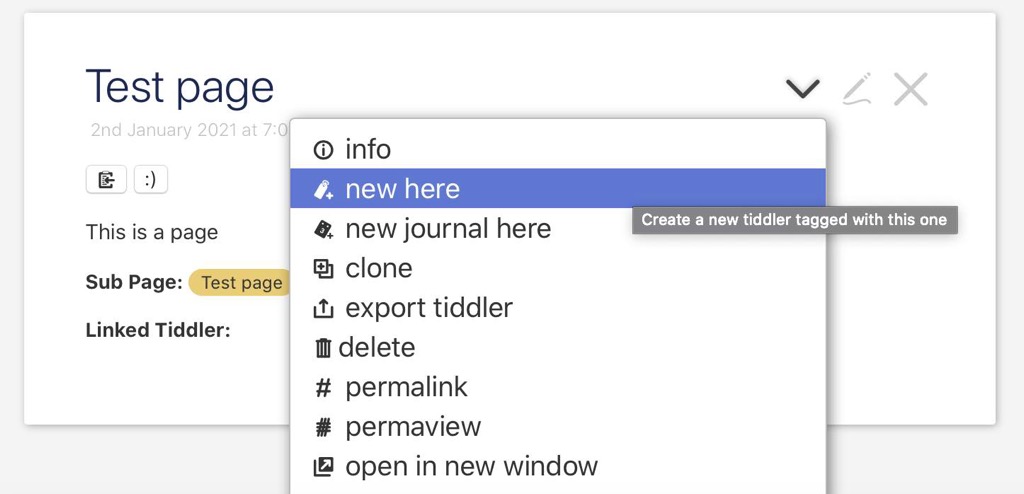 Test page
2nd January 2021 at 7:0
:)
This is a page
Sub Page: Test page
Linked Tiddler:
info
new here
Create a new tiddler tagged with this one
new journal here
clone
export tiddler
delete
# permalink
permaview
open in new window